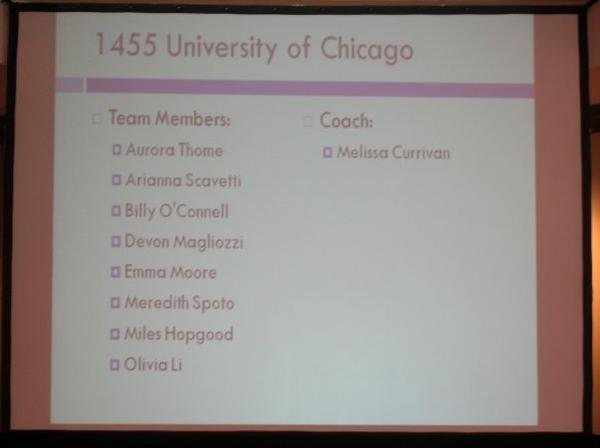 1455 University of Chicago
Team Members:
Aurora Thome
Arianna Scavetti
Billy O'Connell
Devon Magliozzi
Emma Moore
Meredith Spoto
Miles Hopgood
Olivia Li
Coach:
Melissa Currivan